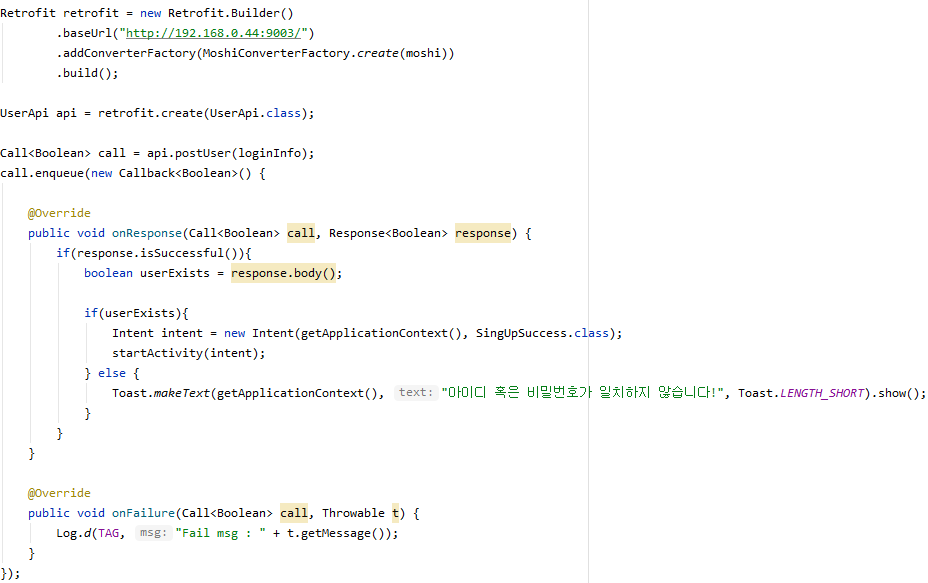 Retrofit retrofit = new Retrofit.Builder()
        .baseUrl("http://192.168.0.44:9003/")
        .addConverterFactory(MoshiConverterFactory.create(moshi))
        .build();

UserApi api = retrofit.create(UserApi.class);

Call<Boolean> call = api.postUser(loginInfo);
call.enqueue(new Callback<Boolean>() {

    @Override
    public void onResponse(Call<Boolean> call, Response<Boolean> response) {
        if(response.isSuccessful()){
            boolean userExists = response.body();

            if(userExists){
                Intent intent = new Intent(getApplicationContext(), SingUpSuccess.class);
                startActivity(intent);
            } else {
                Toast.makeText(getApplicationContext(), text: "아이디 혹은 비밀번호가 일치하지 않습니다!", Toast.LENGTH_SHORT).show();
            }
        }
    }

    @Override
    public void onFailure(Call<Boolean> call, Throwable t) {
        Log.d(TAG, msg: "Fail msg : " + t.getMessage());
    }
});